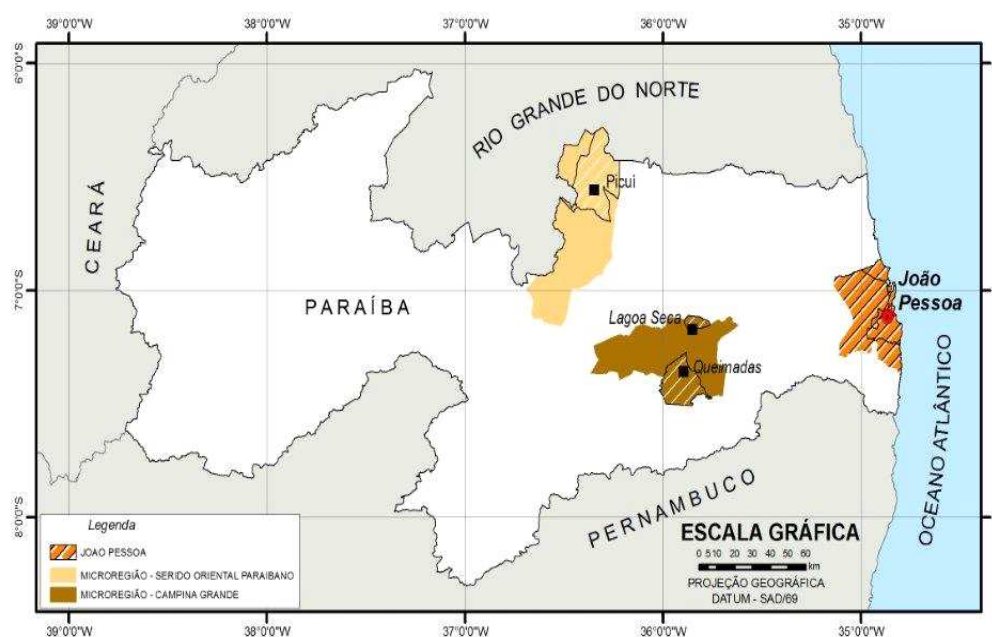 39°0'0"W 38°0'0"W 37°0'0"W 36°0'0"W 35°0'0"W
6°0'0"S
RIO GRANDE DO NORTE
Picui
CEARÁ
7°0'0"S
PARAÍBA
João
Pessoa
Lagoa Seca
Queimadas
OCEANO ATLÂNTICO
PERNAMBUCO
8°0'0"S
Legenda
JOAO PESSOA
MICROREGIÃO - SERIDO ORIENTAL PARAIBANO
MICROREGIÃO - CAMPINA GRANDE
ESCALA GRÁFICA
0 5 10 20 30 40 50 60
km
PROJEÇÃO GEOGRÁFICA
DATUM - SAD/69
39°0'0"W 38°0'0"W 37°0'0"W 36°0'0"W 35°0'0"W